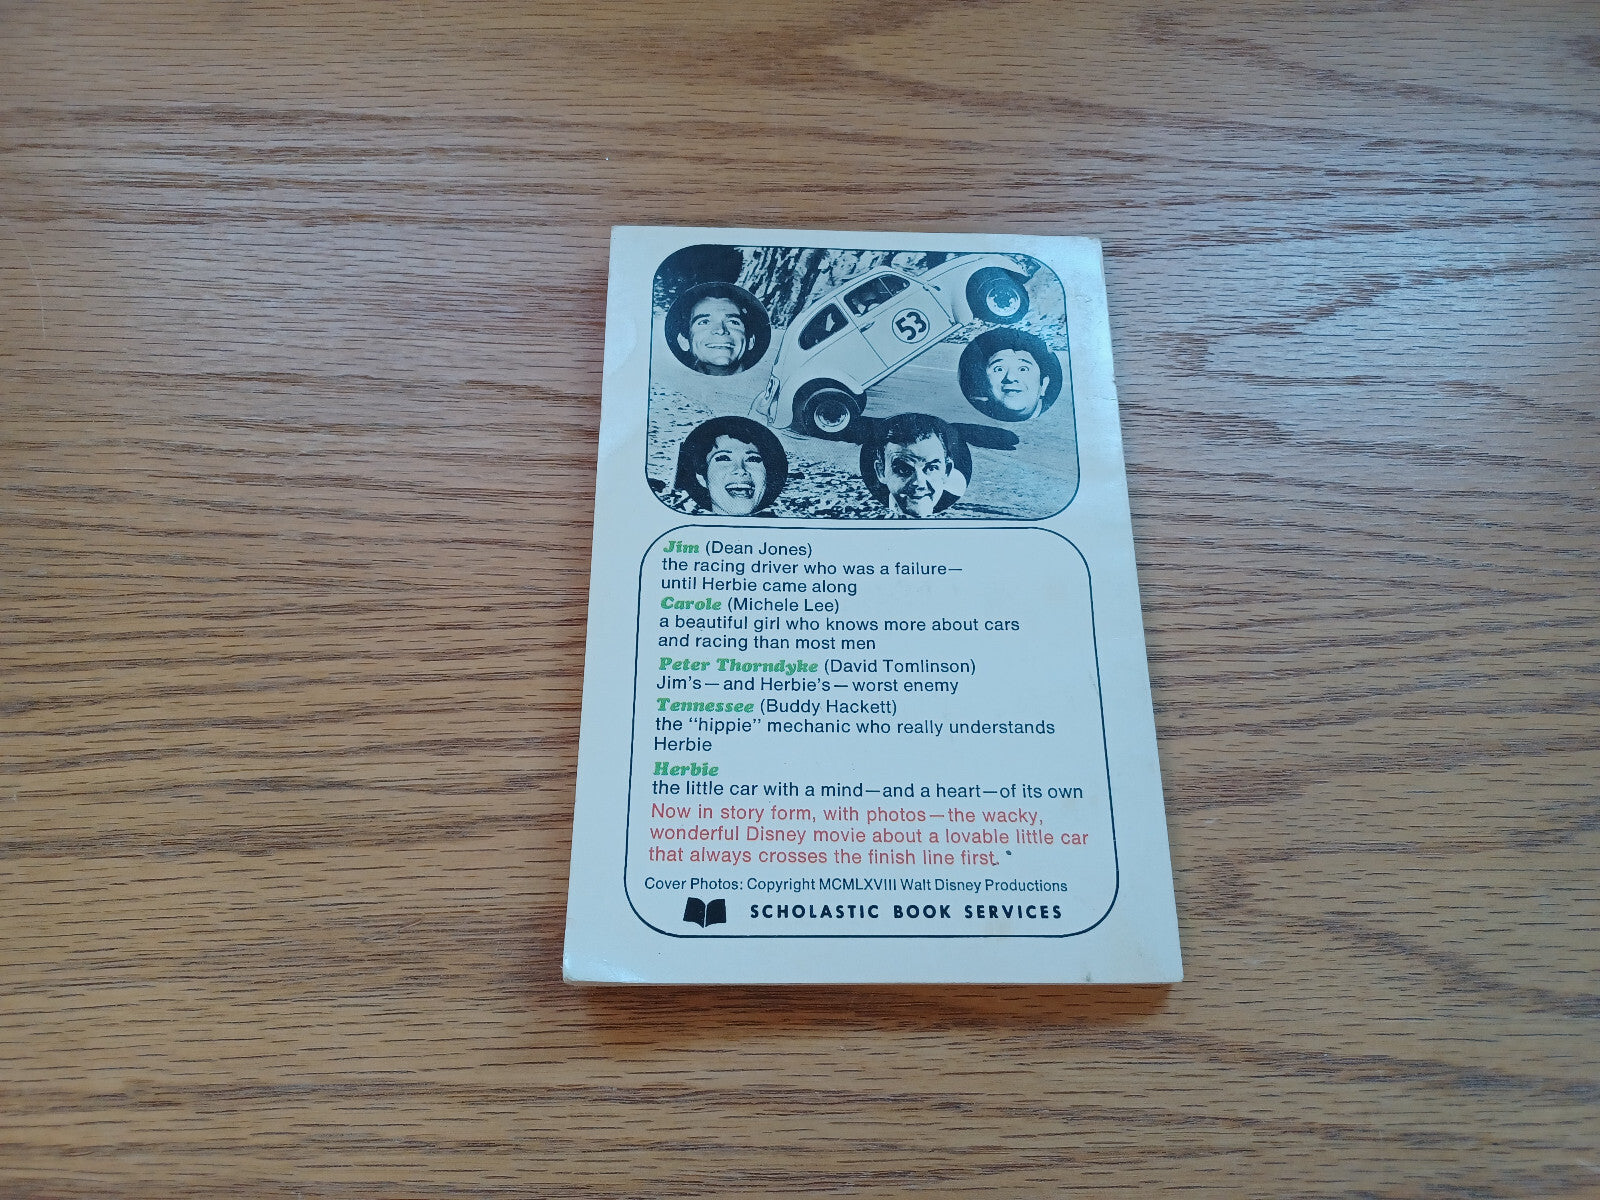 53
Jim (Dean Jones)
the racing driver who was a failure—
until Herbie came along
Carole (Michele Lee)
a beautiful girl who knows more about cars
and racing than most men
Peter Thorndyke (David Tomlinson)
Jim's—and Herbie's—worst enemy
Tennessee (Buddy Hackett)
the "hippie" mechanic who really understands
Herbie
Herbie
the little car with a mind—and a heart—of its own
Now in story form, with photos—the wacky,
wonderful Disney movie about a lovable little car
that always crosses the finish line first.
Cover Photos: Copyright MCMLXVIII Walt Disney Productions
SCHOLASTIC BOOK SERVICES